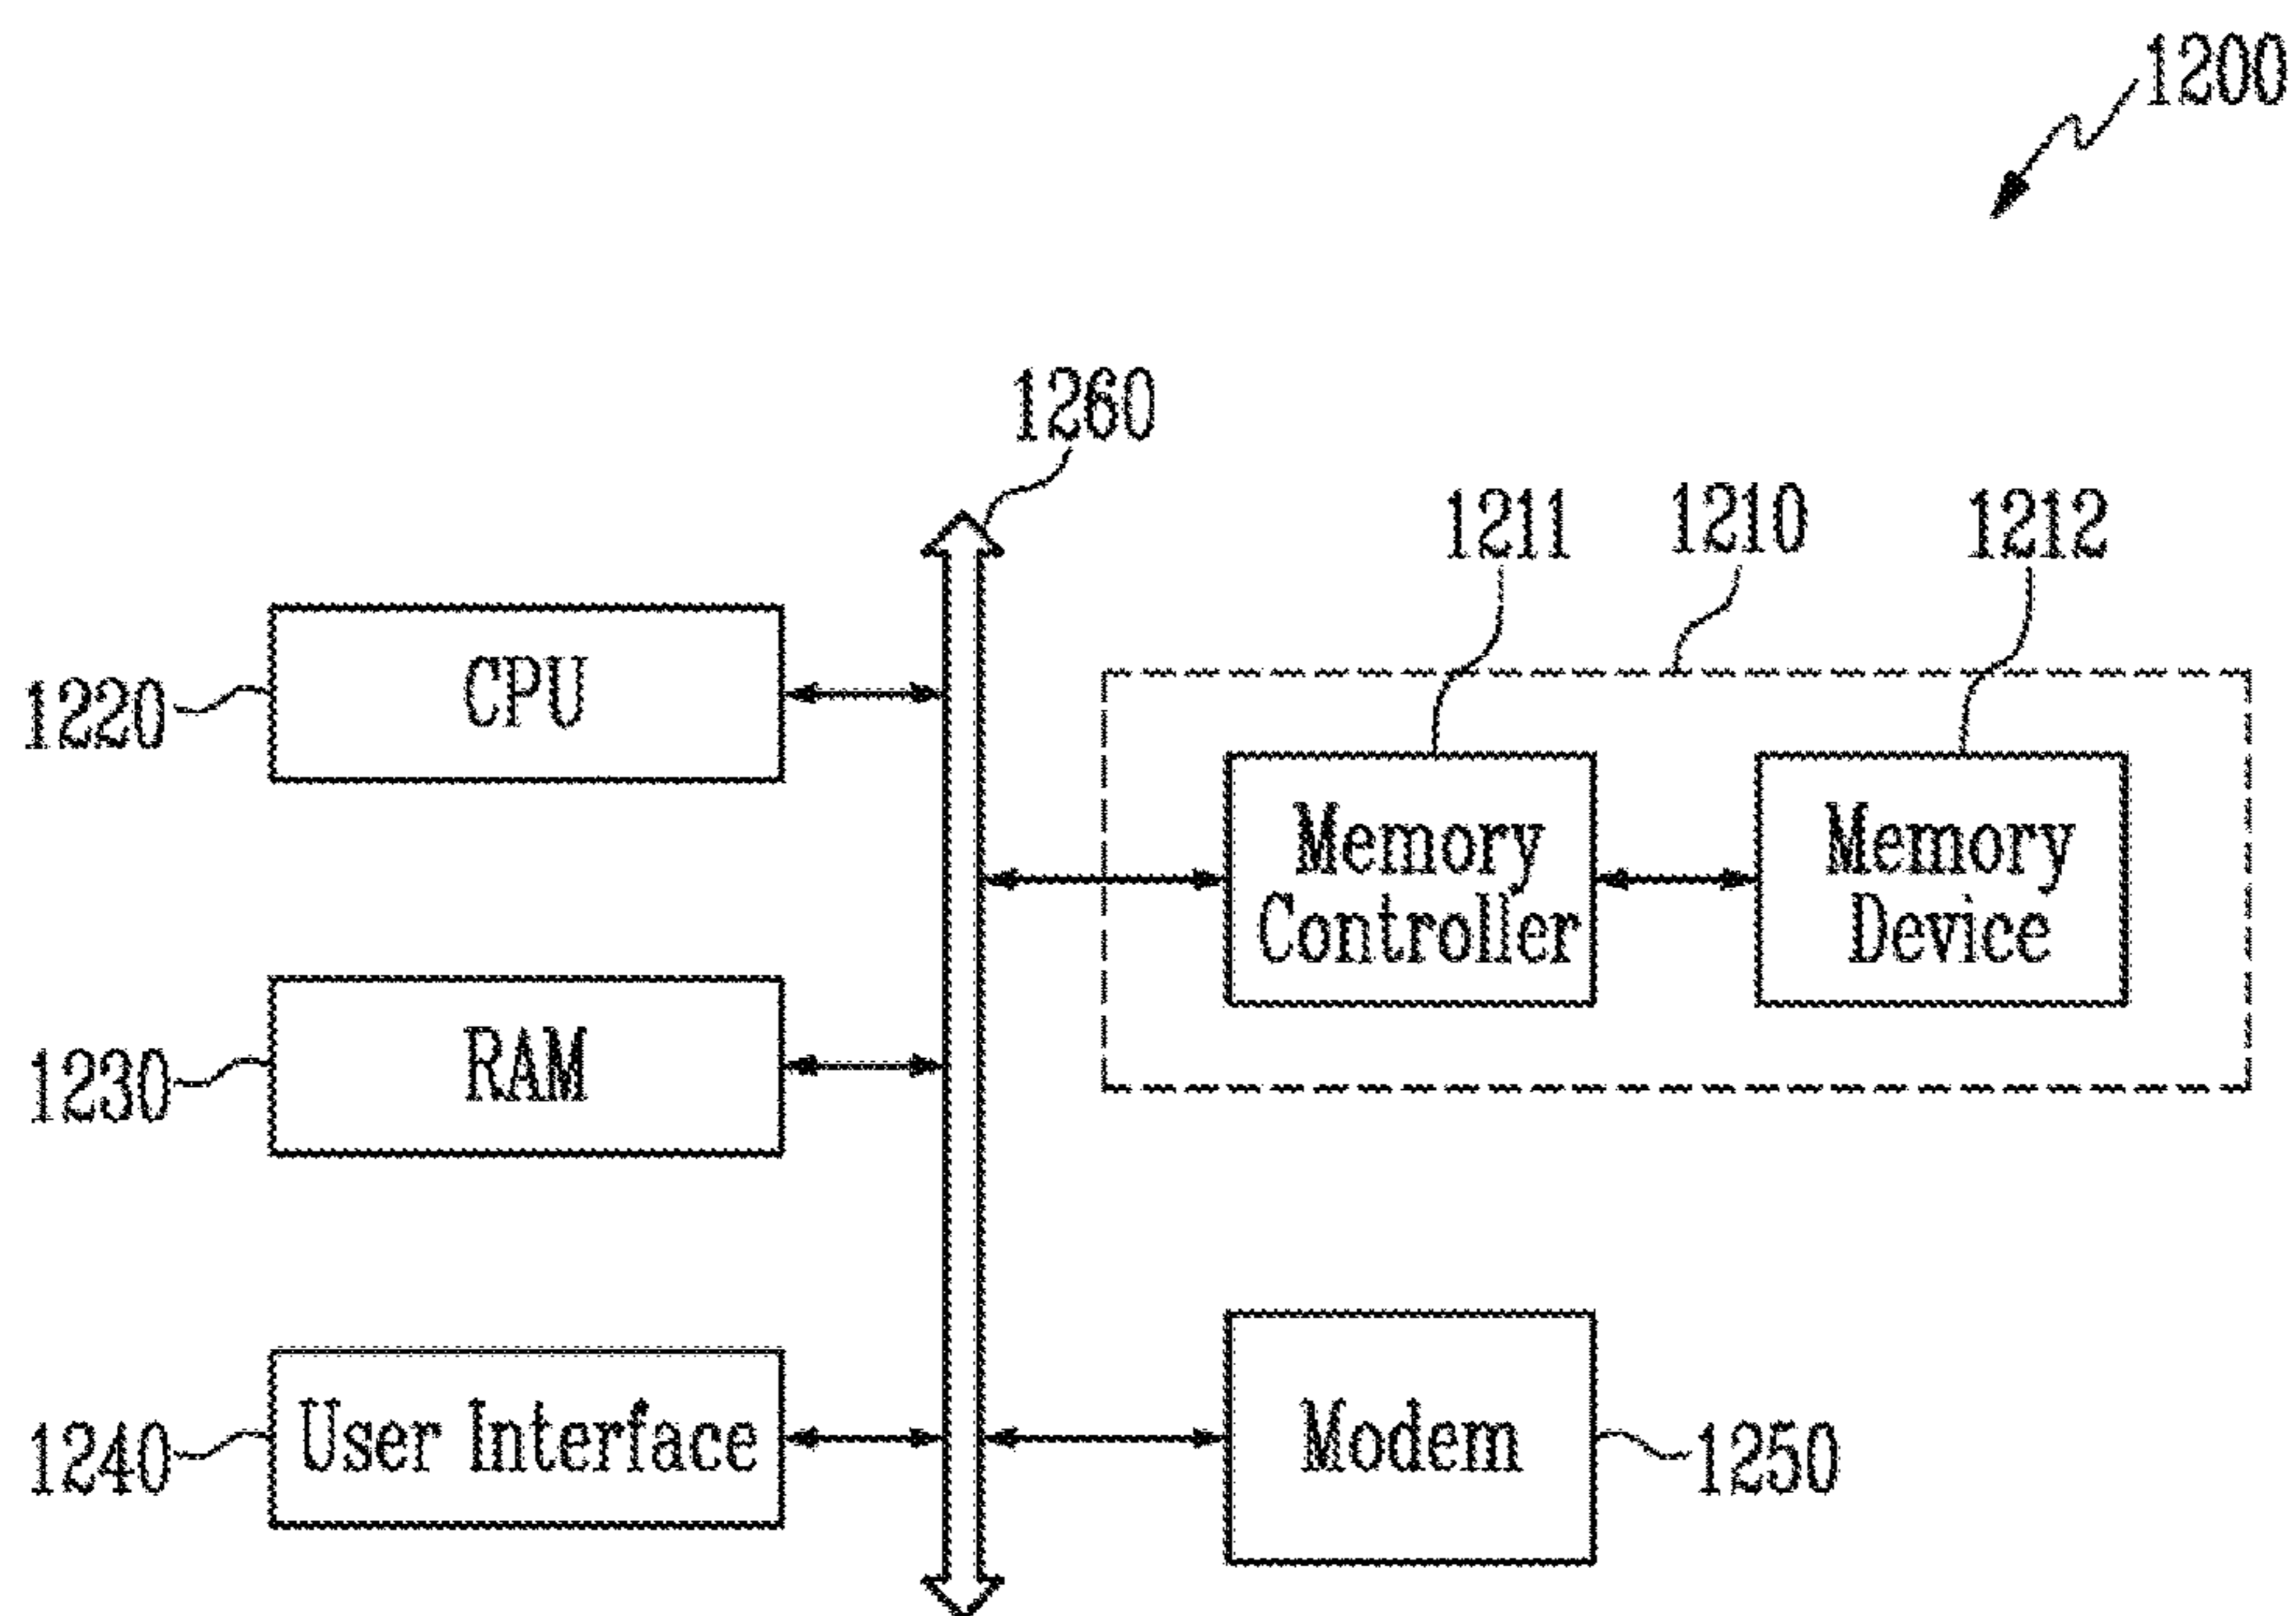 1200
1260
1211
1210
1212
CPU
1220
Memory
Controller
Memory
Device
RAM
1230
User Interface
1240
Modem
1250